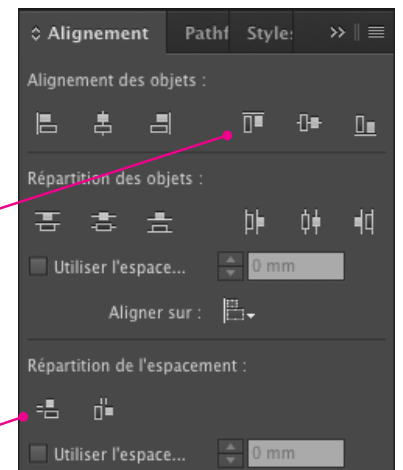 Alignement Pathf Style:
Alignement des objets :
Répartition des objets :
Utiliser l'espace... 0 mm
Aligner sur :
Répartition de l'espacement :
Utiliser l'espace... 0 mm